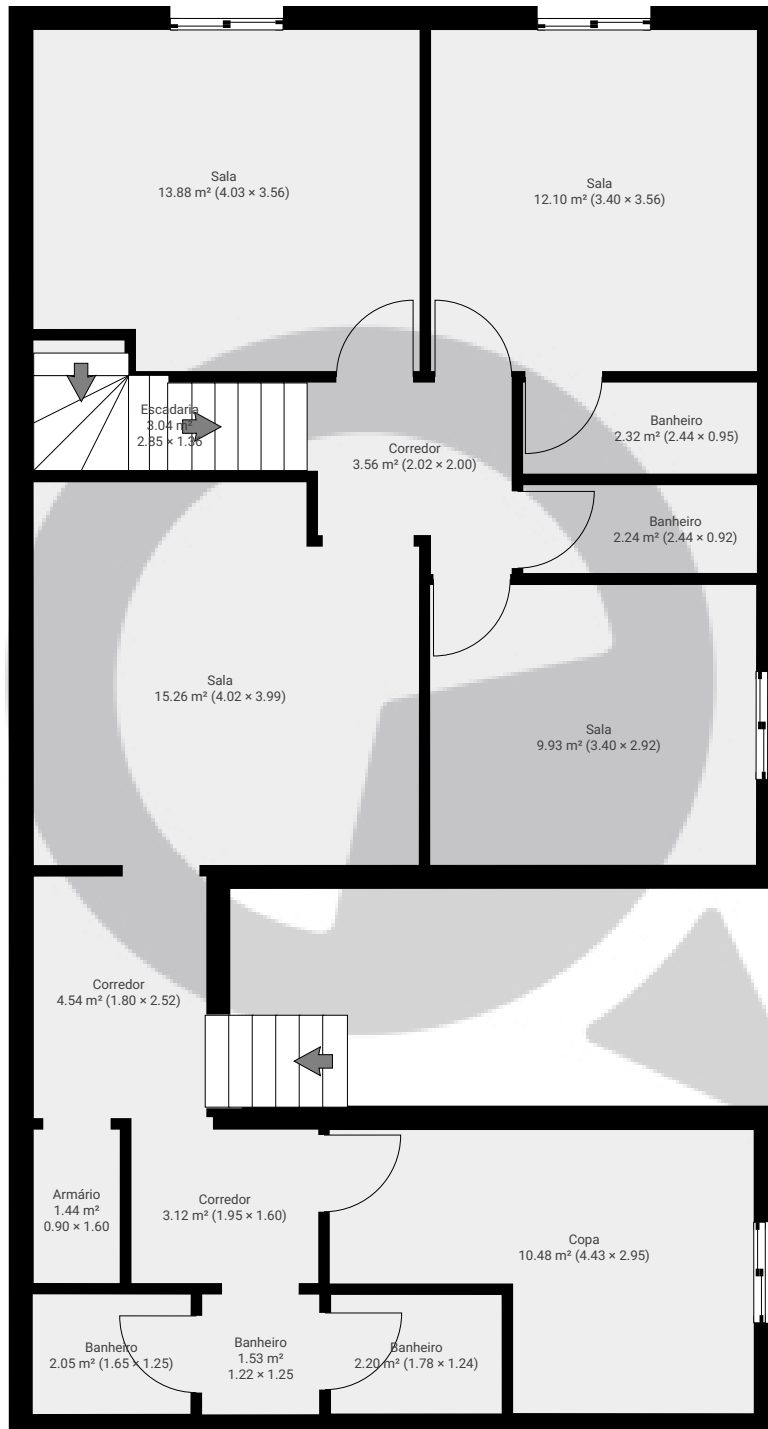 Sala
13.88 m² (4.03 × 3.56)
Sala
12.10 m² (3.40 × 3.56)
Escadaria
3.04 m²
2.85 × 1.36
Corredor
3.56 m² (2.02 × 2.00)
Banheiro
2.32 m² (2.44 × 0.95)
Banheiro
2.24 m² (2.44 × 0.92)
Sala
15.26 m² (4.02 × 3.99)
Sala
9.93 m² (3.40 × 2.92)
Corredor
4.54 m² (1.80 × 2.52)
Armário
1.44 m²
0.90 × 1.60
Corredor
3.12 m² (1.95 × 1.60)
Copa
10.48 m² (4.43 × 2.95)
Banheiro
2.05 m² (1.65 × 1.25)
Banheiro
1.53 m²
1.22 × 1.25
Banheiro
2.20 m² (1.78 × 1.24)